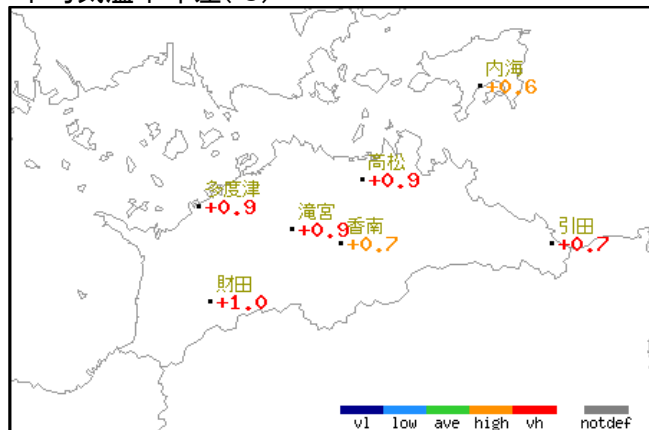 内海
+0.6
高松
+0.9
多度津
+0.9
滝宮
+0.9
香南
+0.7
引田
+0.7
財田
+1.0
vl low ave high vh notdef